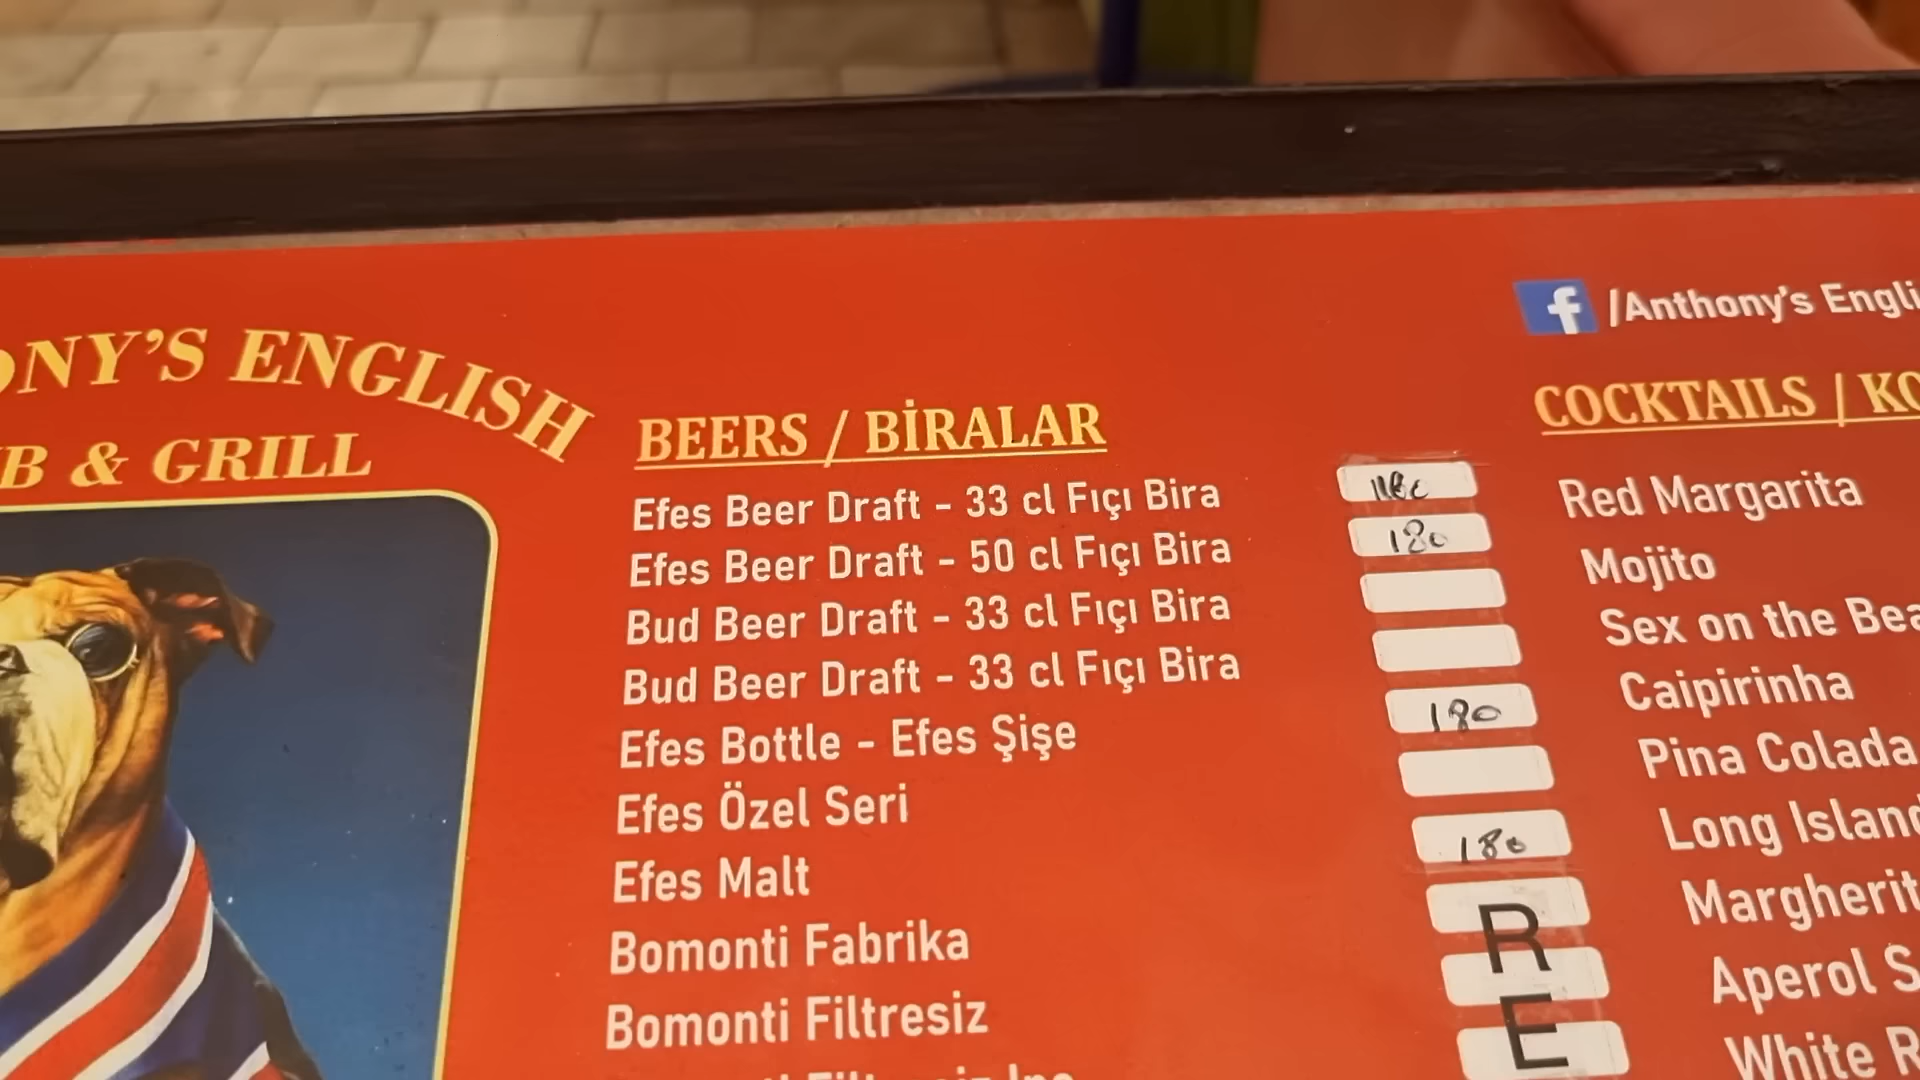 ONY'S ENGLISH
B & GRILL
BEERS / BİRALAR
Efes Beer Draft - 33 cl Fıçı Bira
Efes Beer Draft - 50 cl Fıçı Bira 180
Bud Beer Draft - 33 cl Fıçı Bira
Bud Beer Draft - 33 cl Fıçı Bira
Efes Bottle - Efes Şişe 180
Efes Özel Seri
Efes Malt 180
Bomonti Fabrika R
Bomonti Filtresiz E
/Anthony's Engli
COCKTAILS / KO
Red Margarita
Mojito
Sex on the Bea
Caipirinha
Pina Colada
Long Island
Margherit
Aperol S
White R